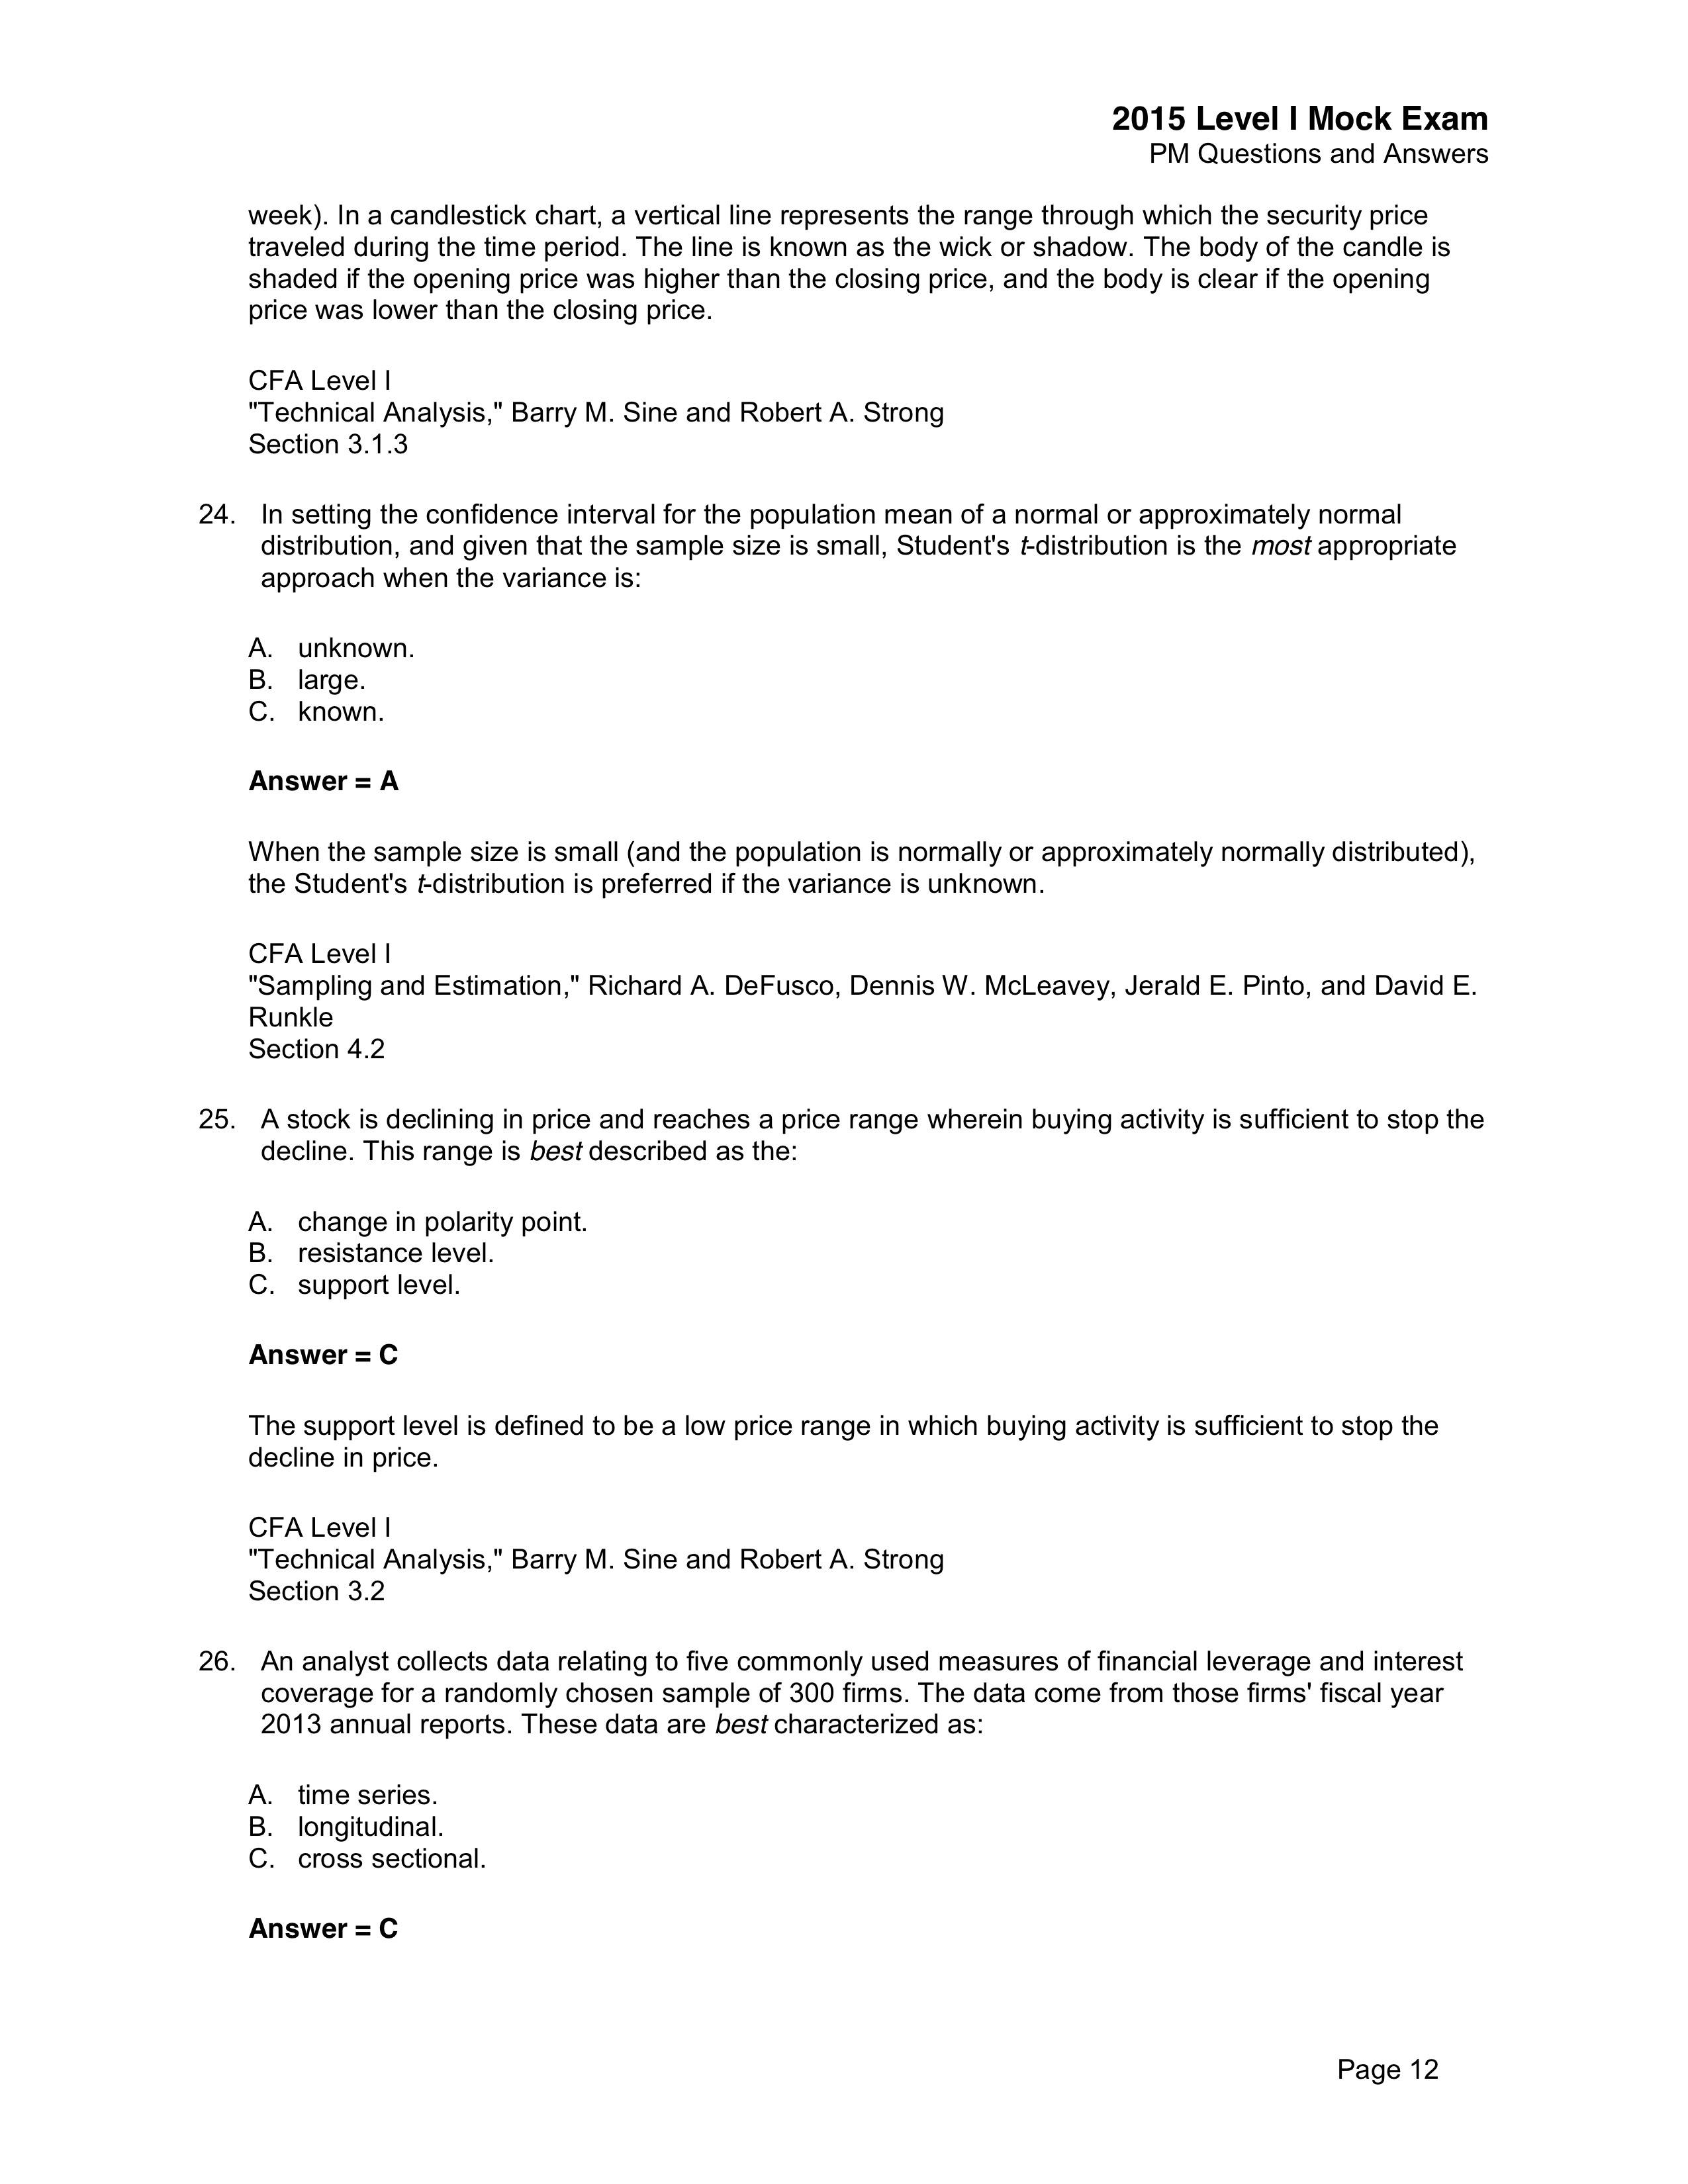 2015 Level I Mock Exam
PM Questions and Answers
week). In a candlestick chart, a vertical line represents the range through which the security price
traveled during the time period. The line is known as the wick or shadow. The body of the candle is
shaded if the opening price was higher than the closing price, and the body is clear if the opening
price was lower than the closing price.
CFA Level I
"Technical Analysis," Barry M. Sine and Robert A. Strong
Section 3.1.3
24. In setting the confidence interval for the population mean of a normal or approximately normal
distribution, and given that the sample size is small, Student's t-distribution is the most appropriate
approach when the variance is:
A. unknown.
B. large.
C. known.
Answer = A
When the sample size is small (and the population is normally or approximately normally distributed),
the Student's t-distribution is preferred if the variance is unknown.
CFA Level I
"Sampling and Estimation," Richard A. DeFusco, Dennis W. McLeavey, Jerald E. Pinto, and David E.
Runkle
Section 4.2
25. A stock is declining in price and reaches a price range wherein buying activity is sufficient to stop the
decline. This range is best described as the:
A. change in polarity point.
B. resistance level.
C. support level.
Answer = C
The support level is defined to be a low price range in which buying activity is sufficient to stop the
decline in price.
CFA Level I
"Technical Analysis," Barry M. Sine and Robert A. Strong
Section 3.2
26. An analyst collects data relating to five commonly used measures of financial leverage and interest
coverage for a randomly chosen sample of 300 firms. The data come from those firms' fiscal year
2013 annual reports. These data are best characterized as:
A. time series.
B. longitudinal.
C. cross sectional.
Answer = C
Page 12